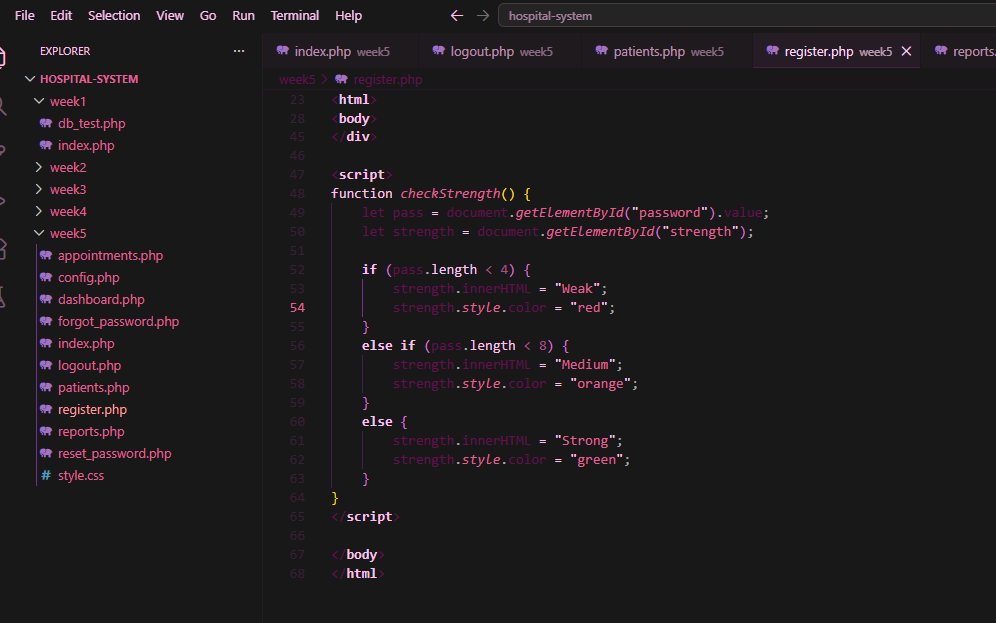 File Edit Selection View Go Run Terminal Help
hospital-system
EXPLORER
HOSPITAL-SYSTEM
week1
db_test.php
index.php
week2
week3
week4
week5
appointments.php
config.php
dashboard.php
forgot_password.php
index.php
logout.php
patients.php
register.php
reports.php
reset_password.php
# style.css
index.php week5 logout.php week5 patients.php week5 register.php week5 reports.
week5 > register.php
23 <html>
28 <body>
45 </div>
46
47 <script>
48 function checkStrength() {
49 let pass = document.getElementById("password").value;
50 let strength = document.getElementById("strength");
51
52 if (pass.length < 4) {
53 strength.innerHTML = "Weak";
54 strength.style.color = "red";
55 }
56 else if (pass.length < 8) {
57 strength.innerHTML = "Medium";
58 strength.style.color = "orange";
59 }
60 else {
61 strength.innerHTML = "Strong";
62 strength.style.color = "green";
63 }
64 }
65 </script>
66
67 </body>
68 </html>